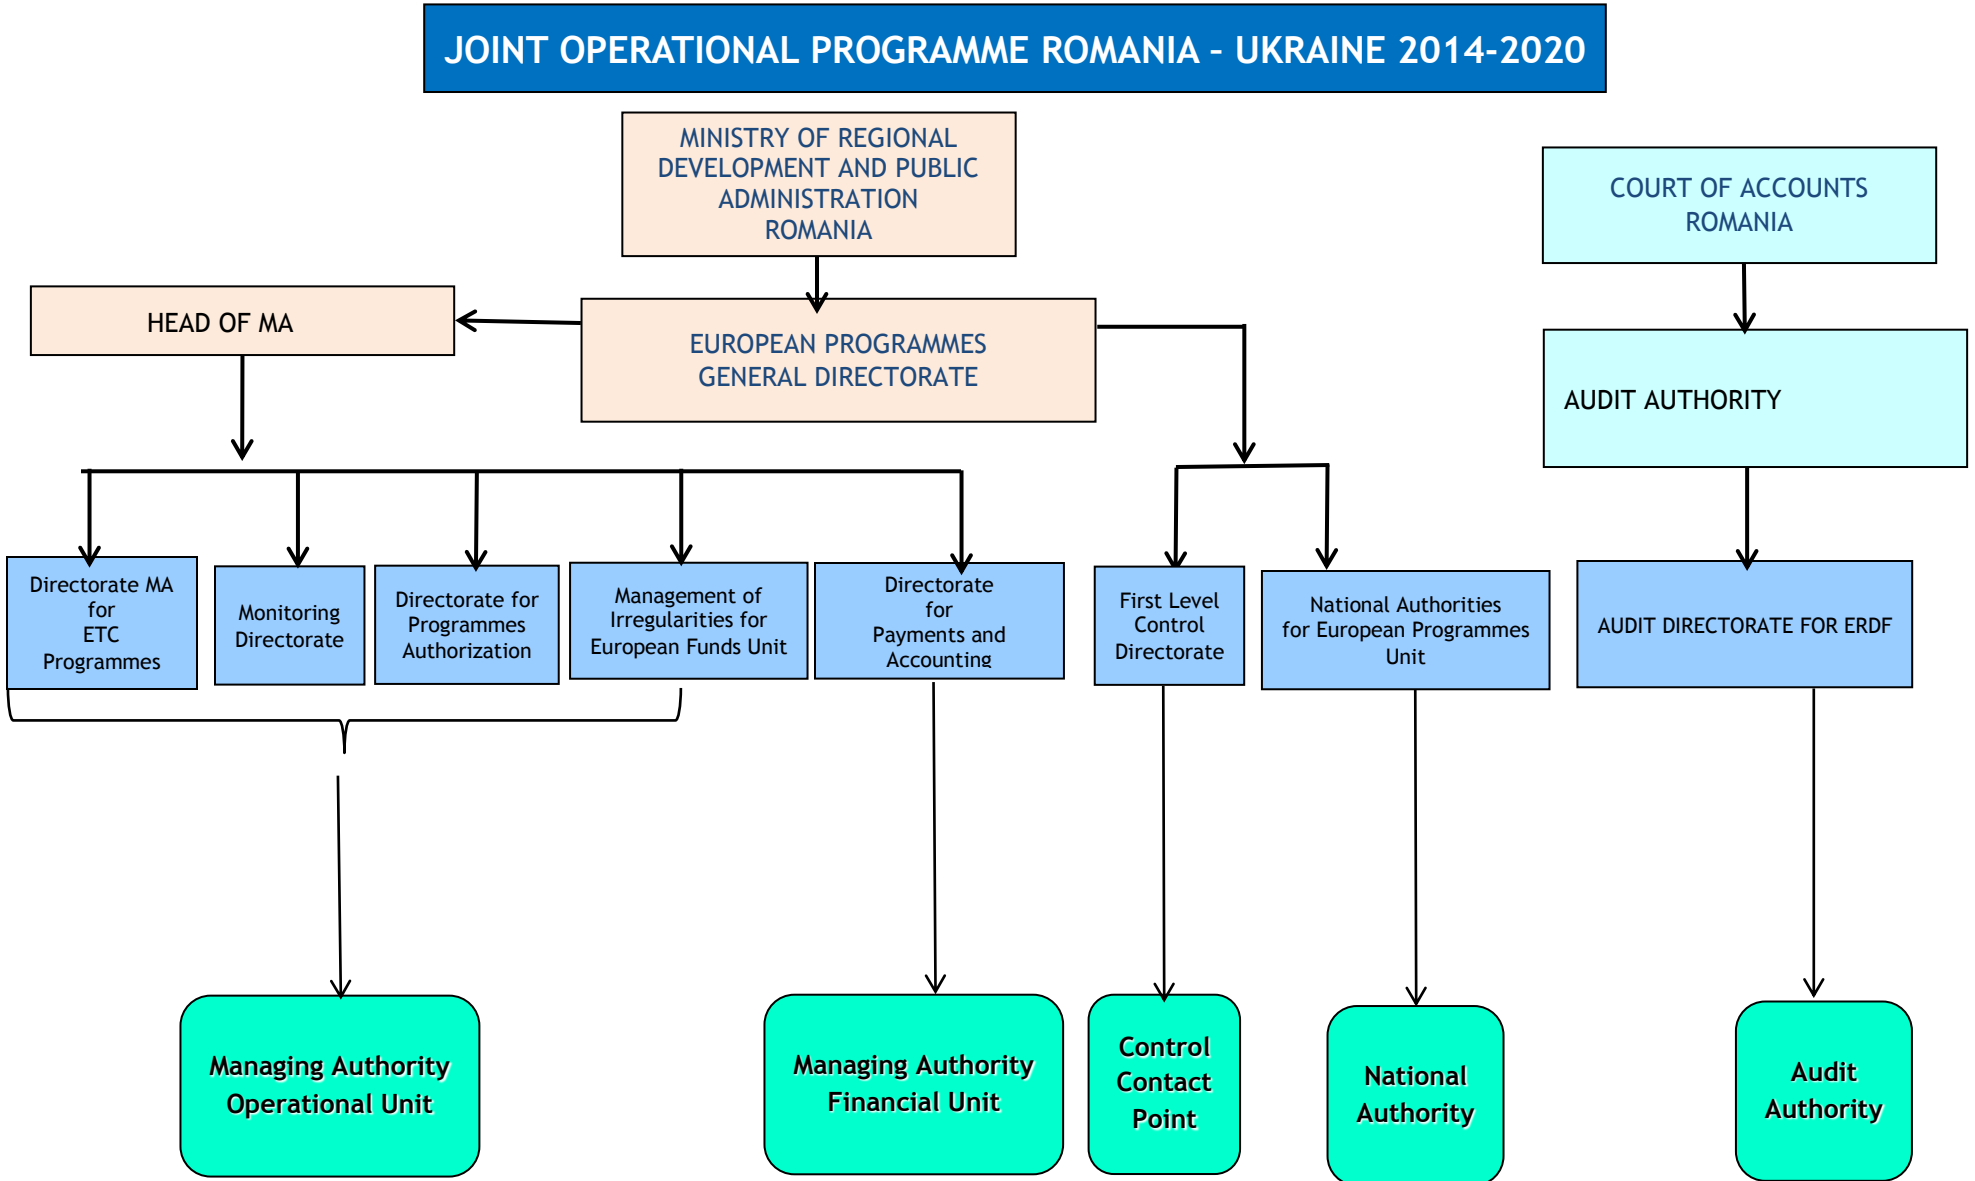 JOINT OPERATIONAL PROGRAMME ROMANIA – UKRAINE 2014-2020
MINISTRY OF REGIONAL
DEVELOPMENT AND PUBLIC
ADMINISTRATION
ROMANIA
COURT OF ACCOUNTS
ROMANIA
HEAD OF MA
EUROPEAN PROGRAMMES
GENERAL DIRECTORATE
AUDIT AUTHORITY
Directorate MA
for
ETC
Programmes
Monitoring
Directorate
Directorate for
Programmes
Authorization
Management of
Irregularities for
European Funds Unit
Directorate
for
Payments and
Accounting
First Level
Control
Directorate
National Authorities
for European Programmes
Unit
AUDIT DIRECTORATE FOR ERDF
Managing Authority
Operational Unit
Managing Authority
Financial Unit
Control
Contact
Point
National
Authority
Audit
Authority